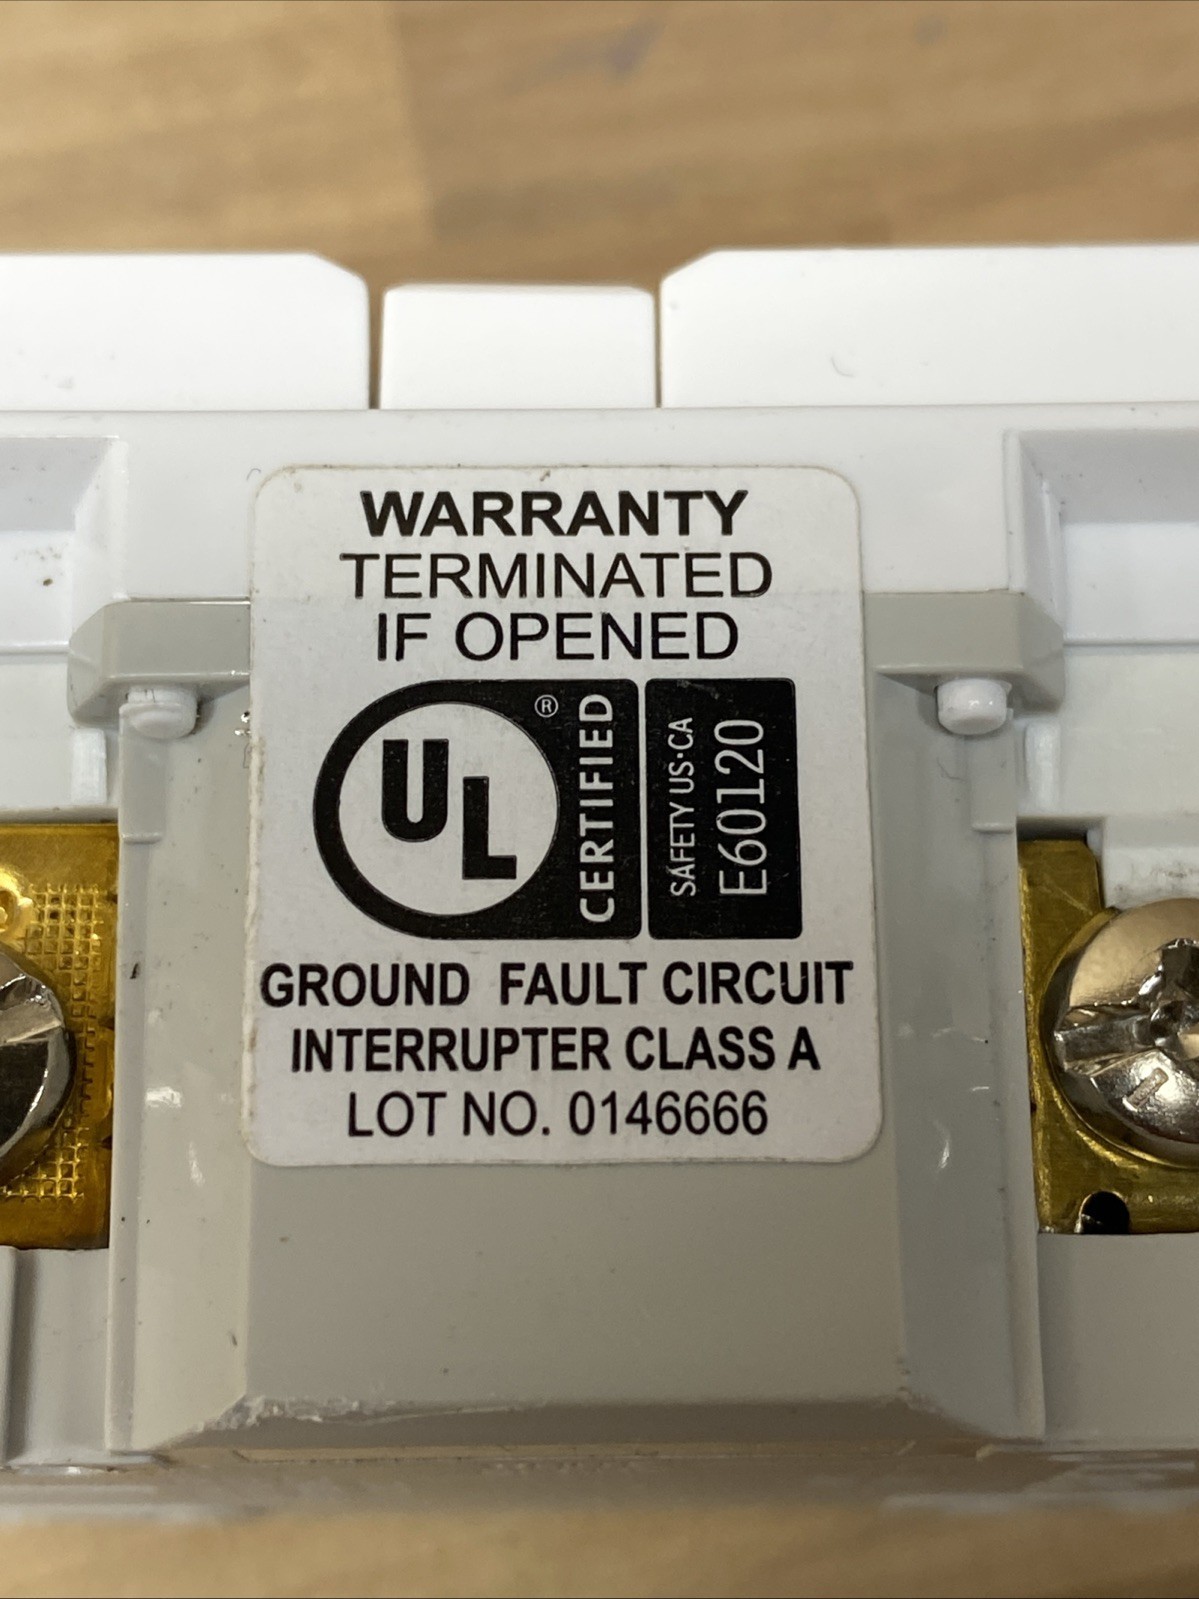 WARRANTY
TERMINATED
IF OPENED
UL
®
CERTIFIED
SAFETY US·CA
E60120
GROUND FAULT CIRCUIT
INTERRUPTER CLASS A
LOT NO. 0146666